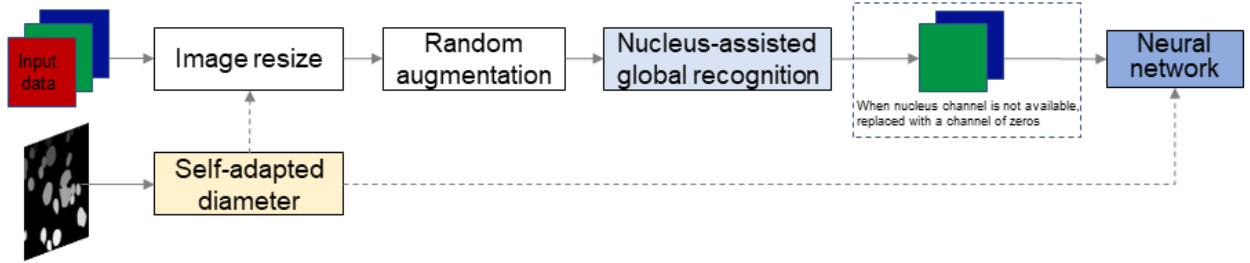 Input
data
Image resize
Random
augmentation
Nucleus-assisted
global recognition
When nucleus channel is not available,
replaced with a channel of zeros
Neural
network
Self-adapted
diameter